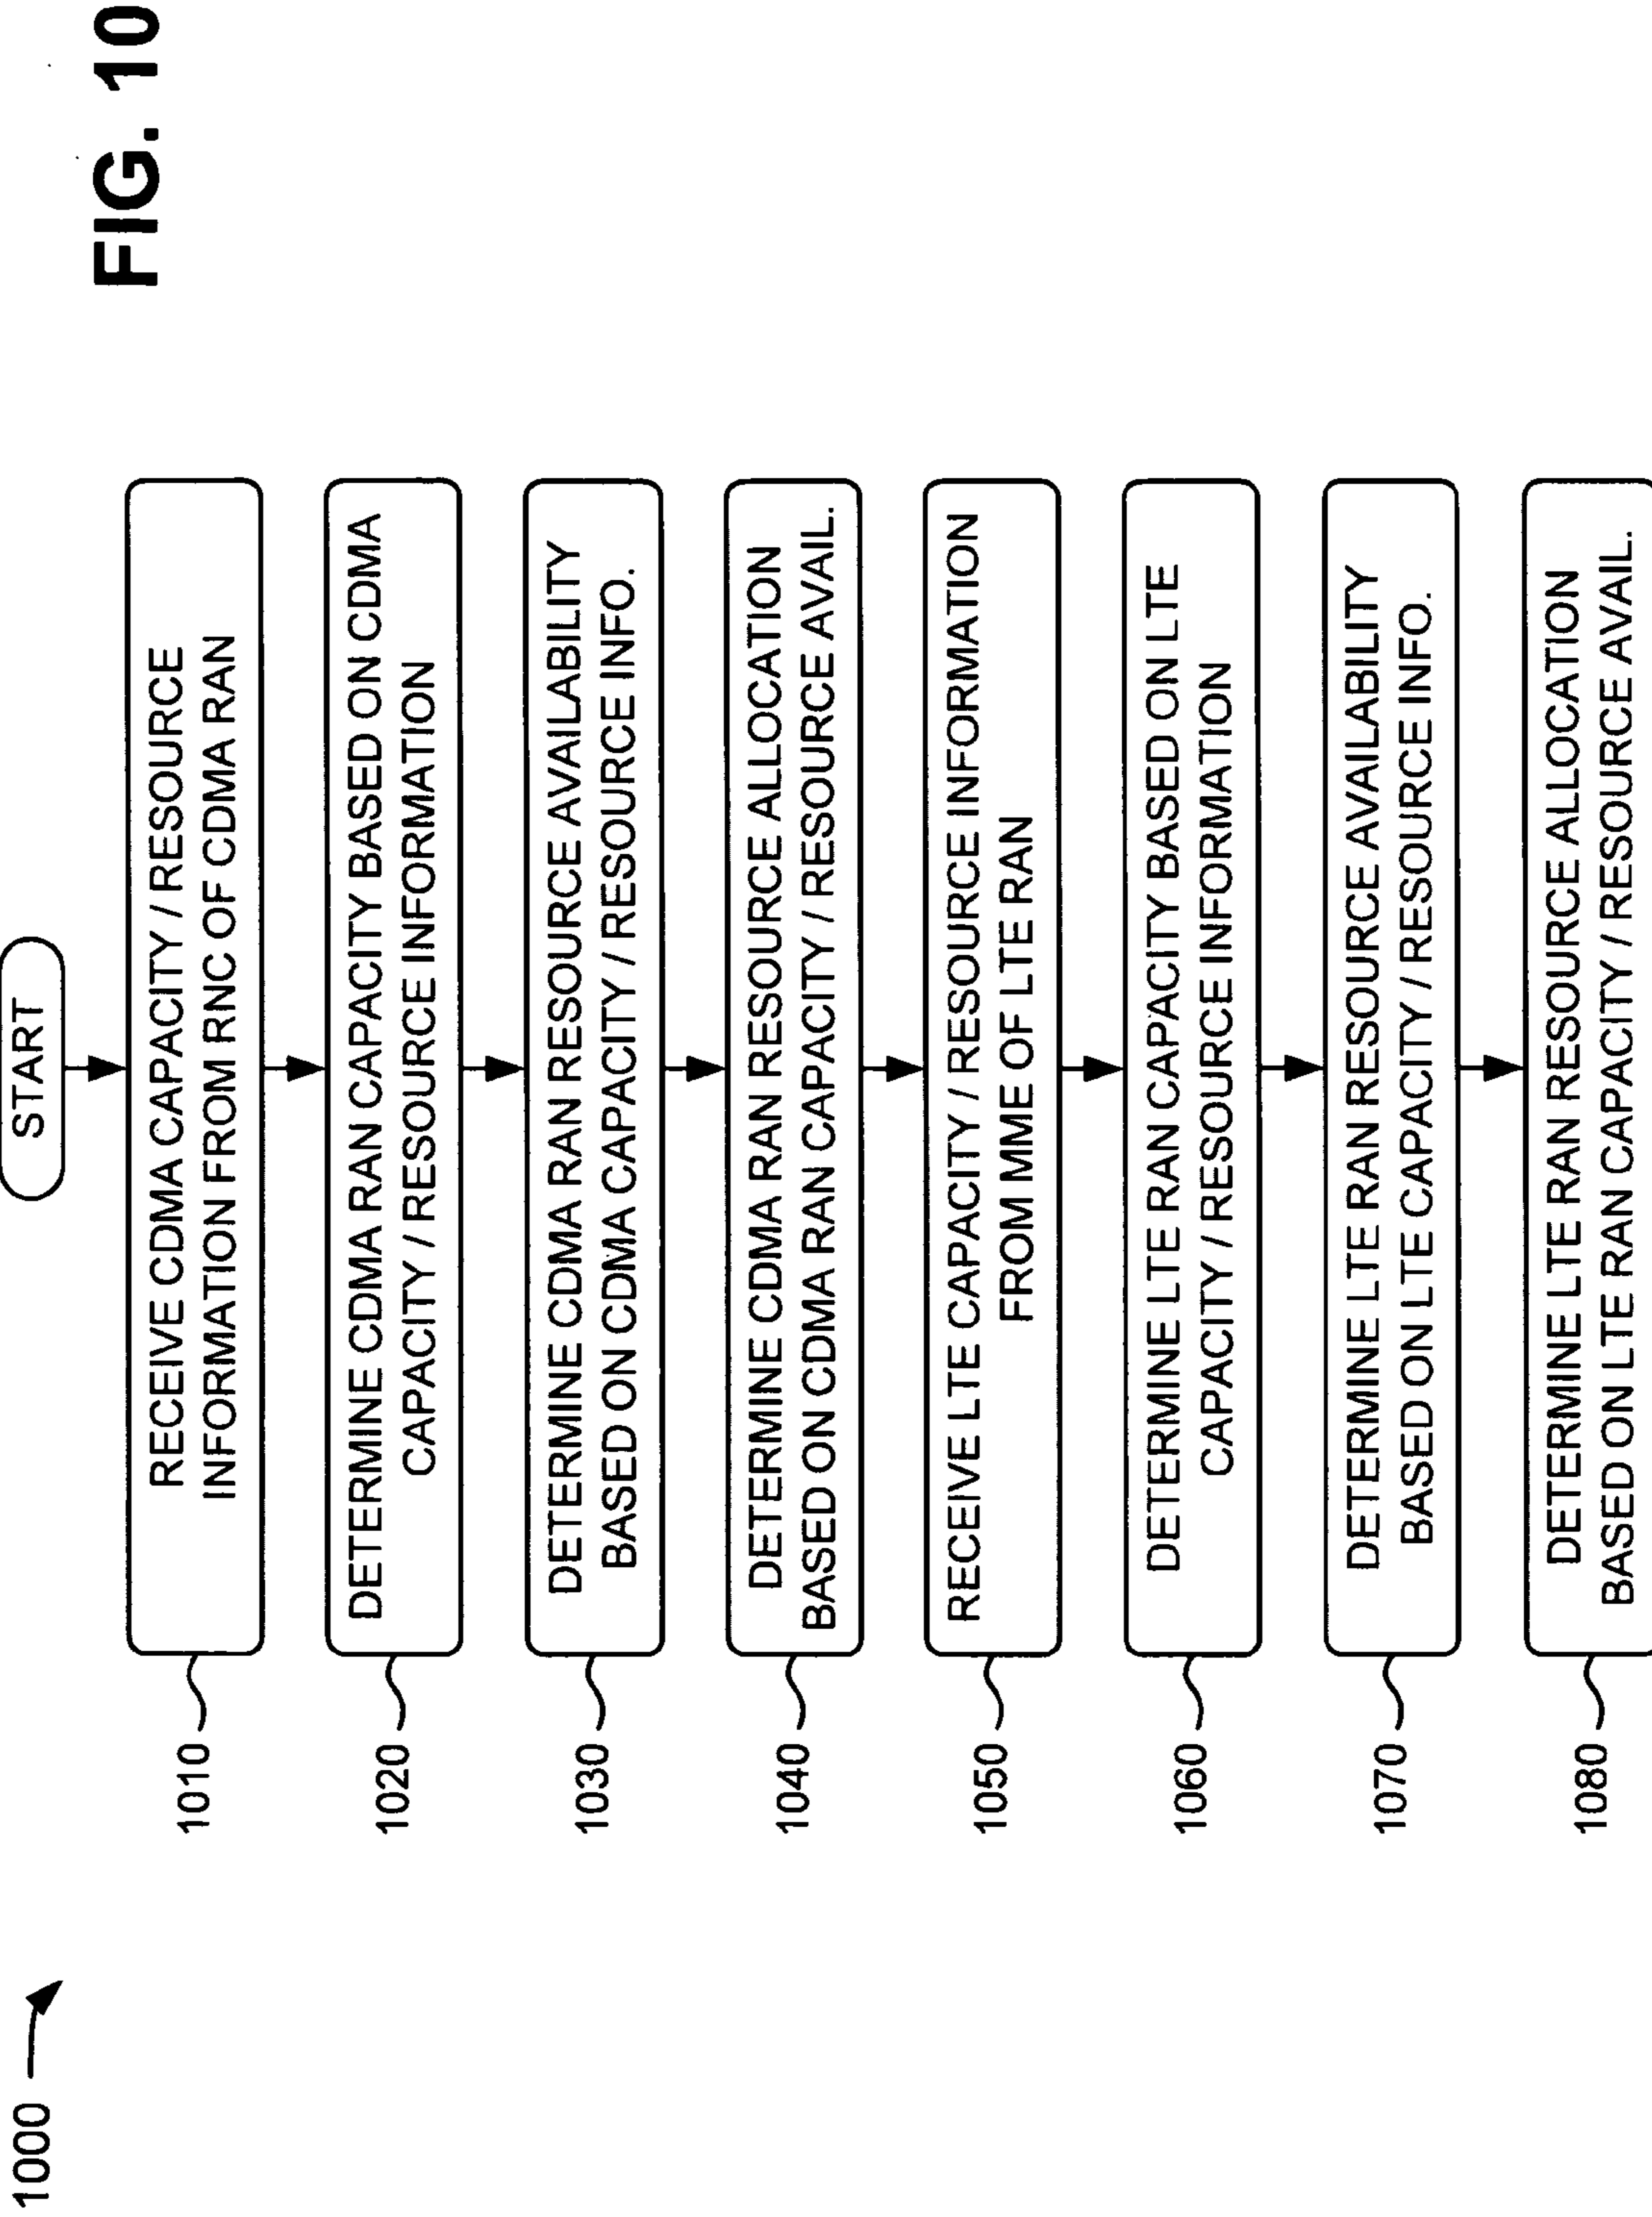 FIG. 10
1000
START
1010
RECEIVE CDMA CAPACITY / RESOURCE
INFORMATION FROM RNC OF CDMA RAN
1020
DETERMINE CDMA RAN CAPACITY BASED ON CDMA
CAPACITY / RESOURCE INFORMATION
1030
DETERMINE CDMA RAN RESOURCE AVAILABILITY
BASED ON CDMA CAPACITY / RESOURCE INFO.
1040
DETERMINE CDMA RAN RESOURCE ALLOCATION
BASED ON CDMA RAN CAPACITY / RESOURCE AVAIL.
1050
RECEIVE LTE CAPACITY / RESOURCE INFORMATION
FROM MME OF LTE RAN
1060
DETERMINE LTE RAN CAPACITY BASED ON LTE
CAPACITY / RESOURCE INFORMATION
1070
DETERMINE LTE RAN RESOURCE AVAILABILITY
BASED ON LTE CAPACITY / RESOURCE INFO.
1080
DETERMINE LTE RAN RESOURCE ALLOCATION
BASED ON LTE RAN CAPACITY / RESOURCE AVAIL.